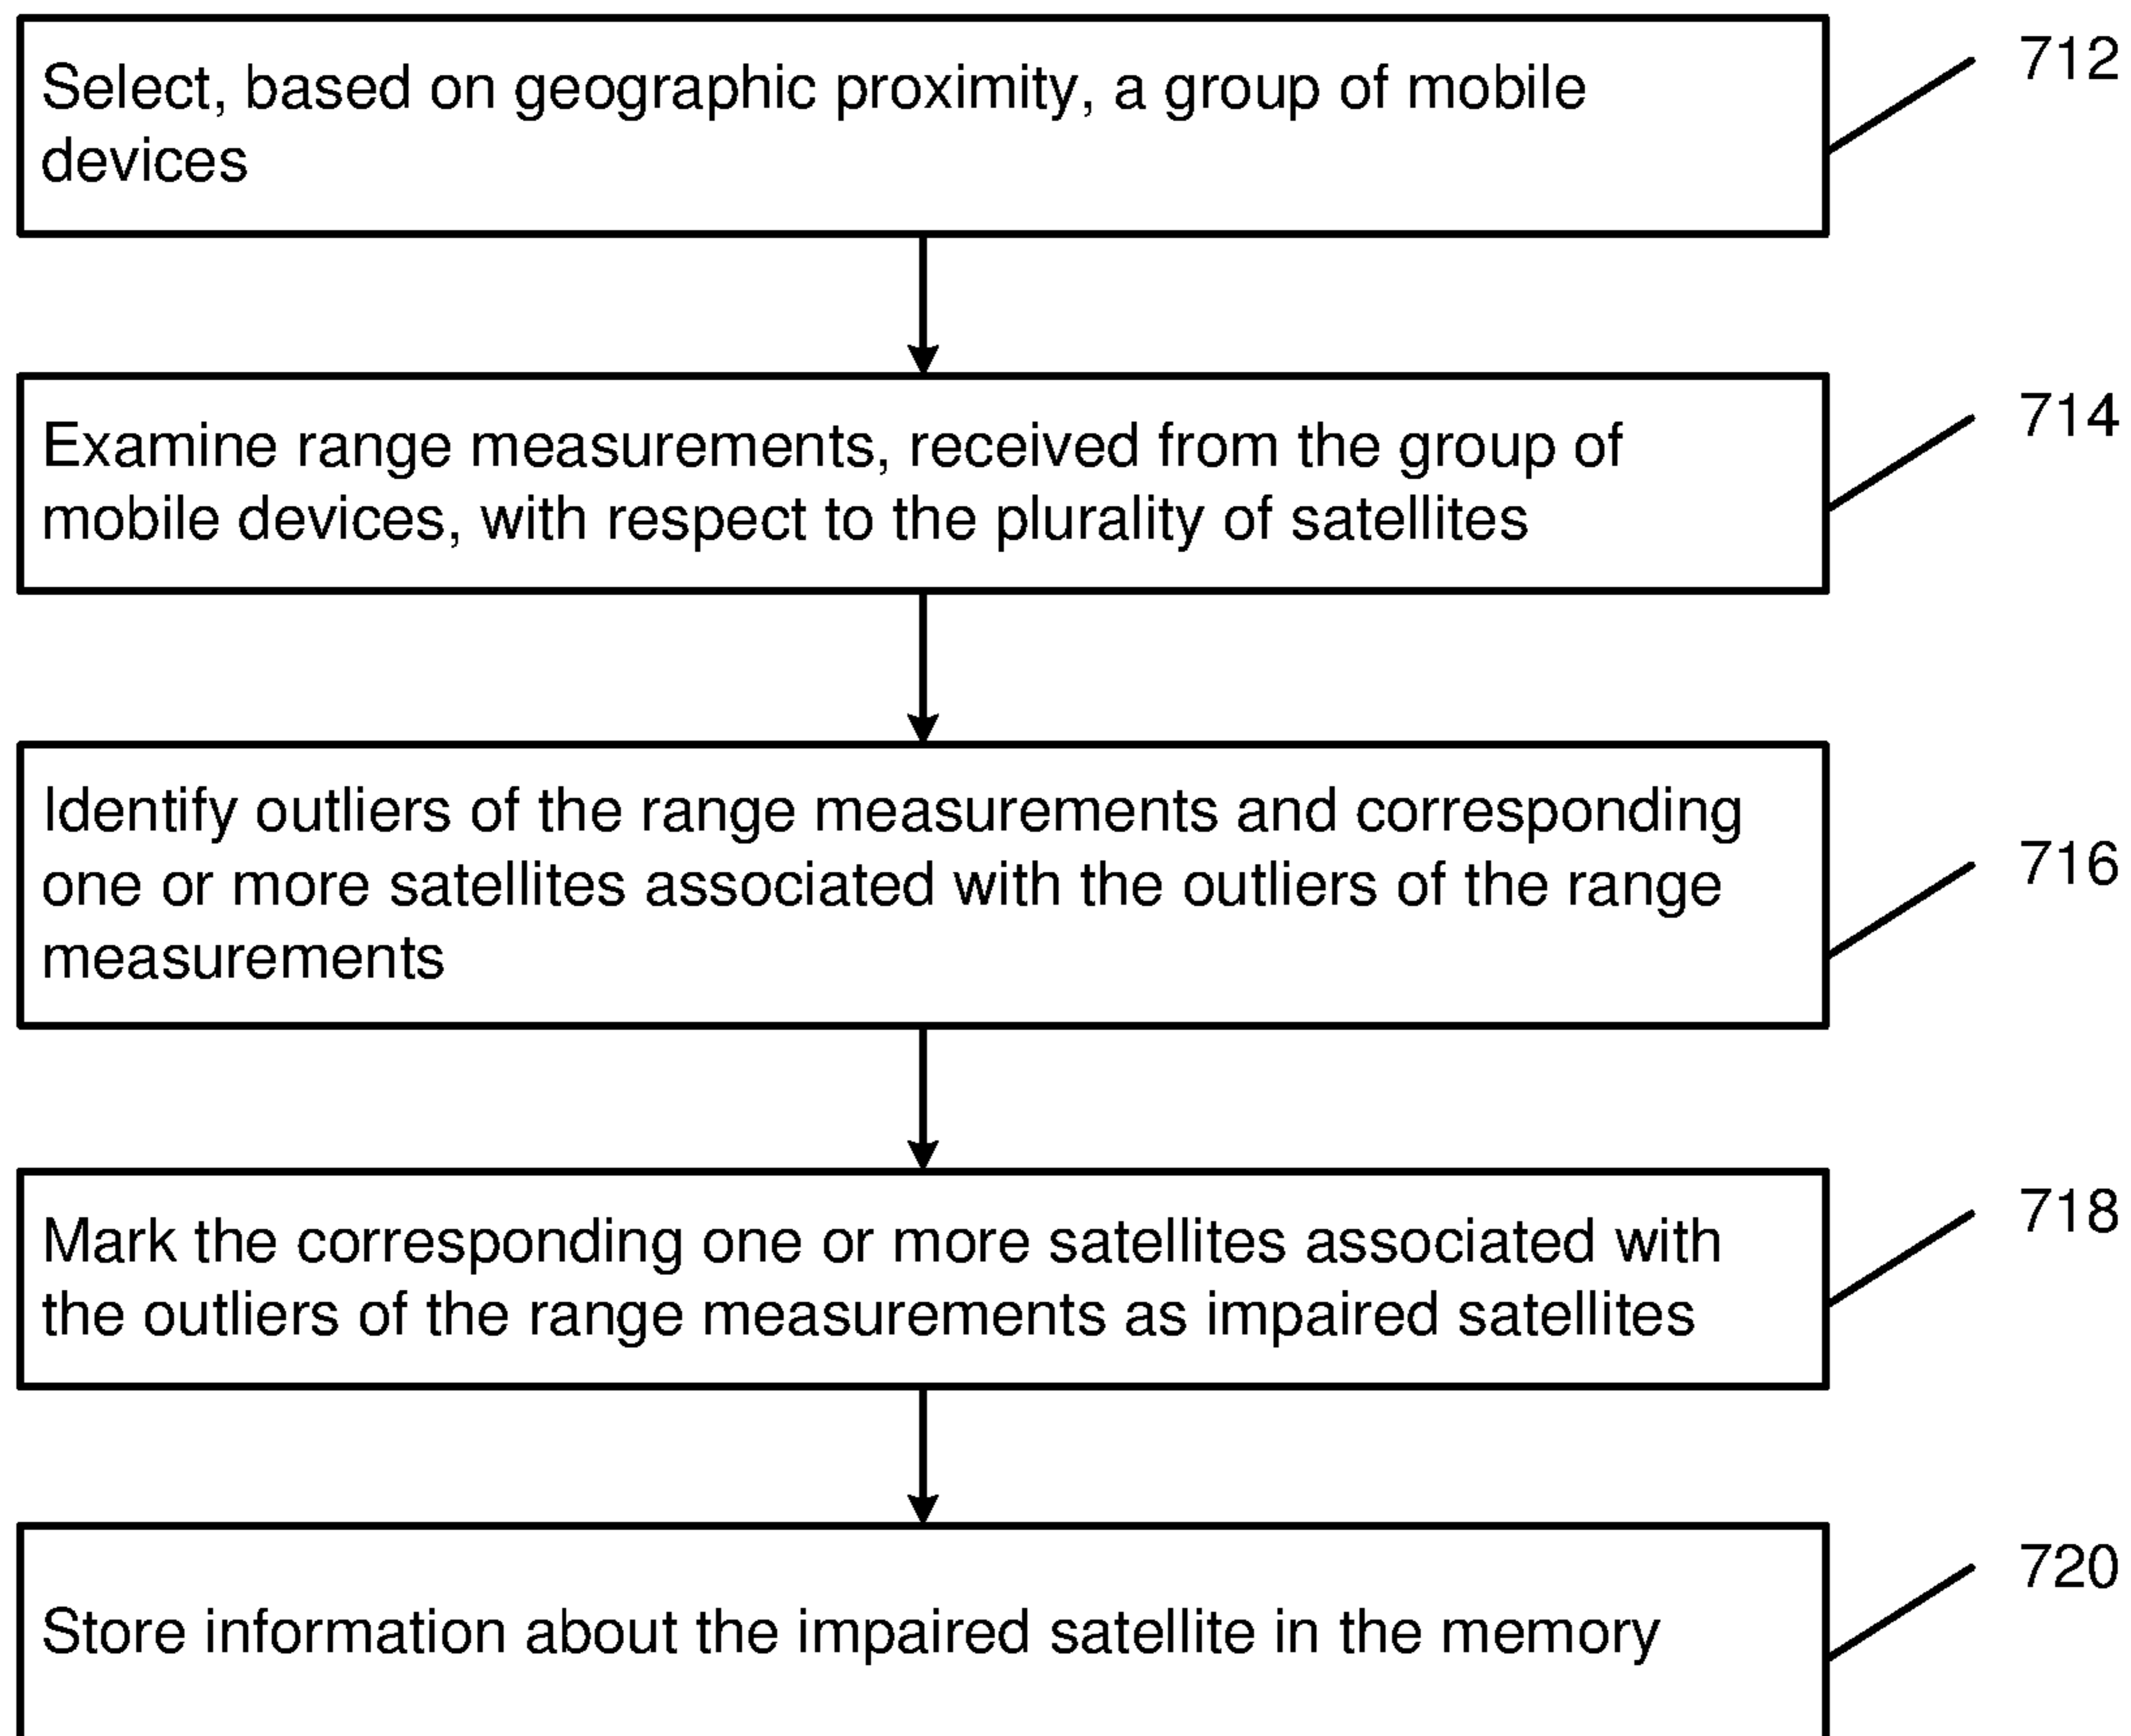 Select, based on geographic proximity, a group of mobile
devices
712
Examine range measurements, received from the group of
mobile devices, with respect to the plurality of satellites
714
Identify outliers of the range measurements and corresponding
one or more satellites associated with the outliers of the range
measurements
716
Mark the corresponding one or more satellites associated with
the outliers of the range measurements as impaired satellites
718
Store information about the impaired satellite in the memory
720